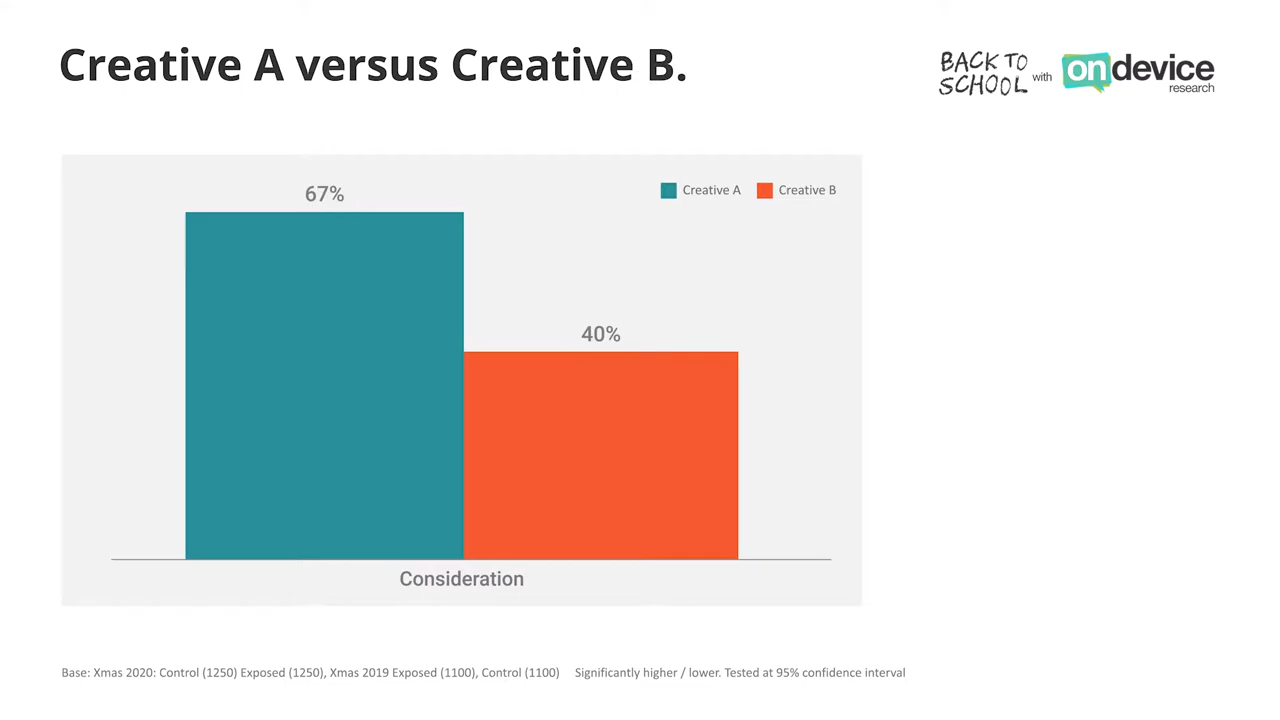 Creative A versus Creative B.
BACK TO
SCHOOL
with
ondevice
research
67%
Creative A
Creative B
40%
Consideration
Base: Xmas 2020: Control (1250) Exposed (1250), Xmas 2019 Exposed (1100), Control (1100) Significantly higher / lower. Tested at 95% confidence interval